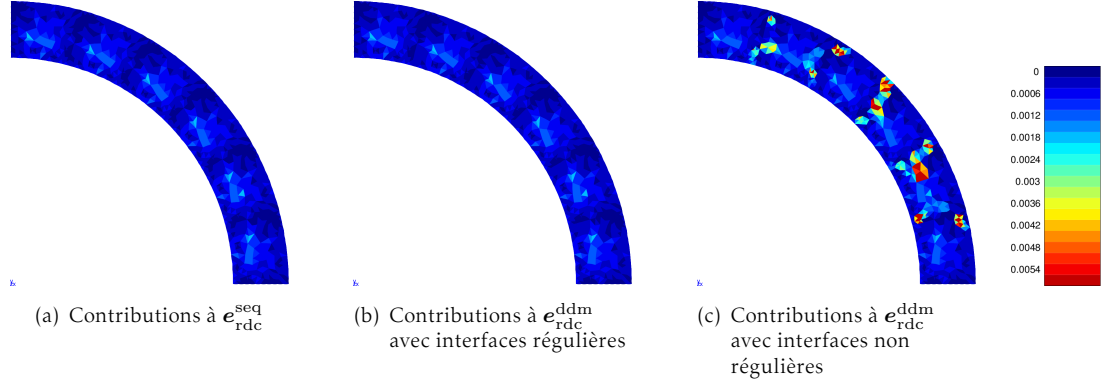 0
0.0006
0.0012
0.0018
0.0024
0.003
0.0036
0.0042
0.0048
0.0054
(a) Contributions à e_rdc^seq
(b) Contributions à e_rdc^ddm
avec interfaces régulières
(c) Contributions à e_rdc^ddm
avec interfaces non
régulières